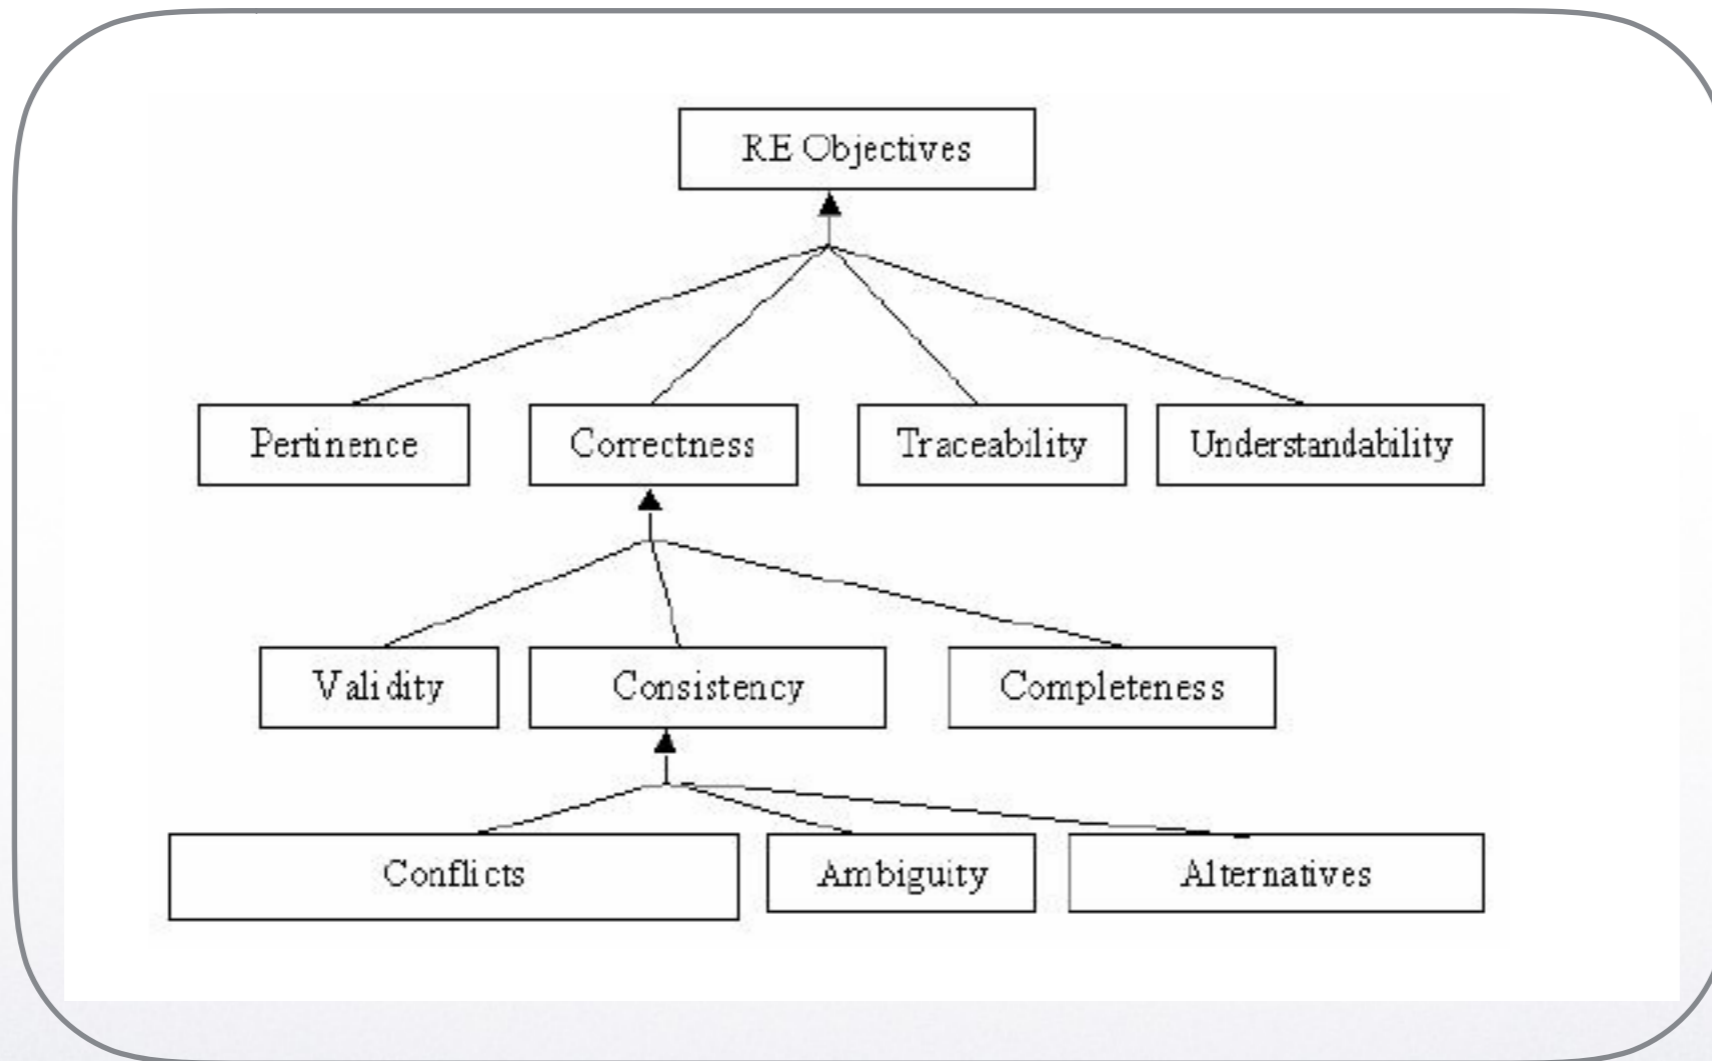 RE Objectives
Pertinence
Correctness
Traceability
Understandability
Validity
Consistency
Completeness
Conflicts
Ambiguity
Alternatives